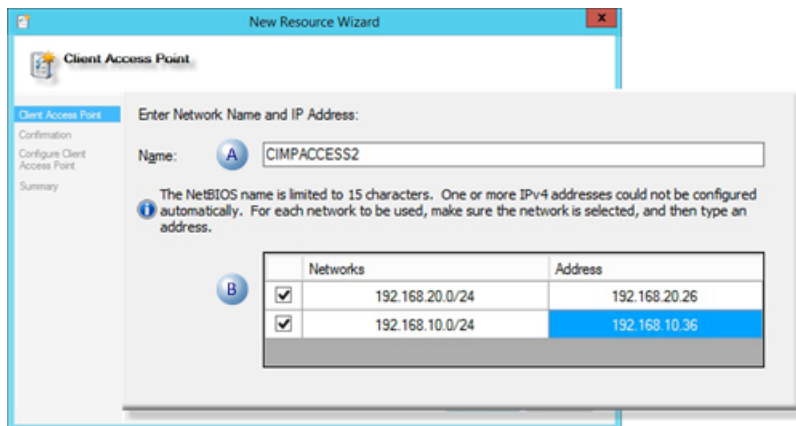 New Resource Wizard
x
Client Access Point
Client Access Point
Confirmation
Configure Client
Access Point
Summary
Enter Network Name and IP Address:
Name: A CIMPACCESS2
The NetBIOS name is limited to 15 characters. One or more IPv4 addresses could not be configured
automatically. For each network to be used, make sure the network is selected, and then type an
address.
B
Networks Address
192.168.20.0/24 192.168.20.26
192.168.10.0/24 192.168.10.36